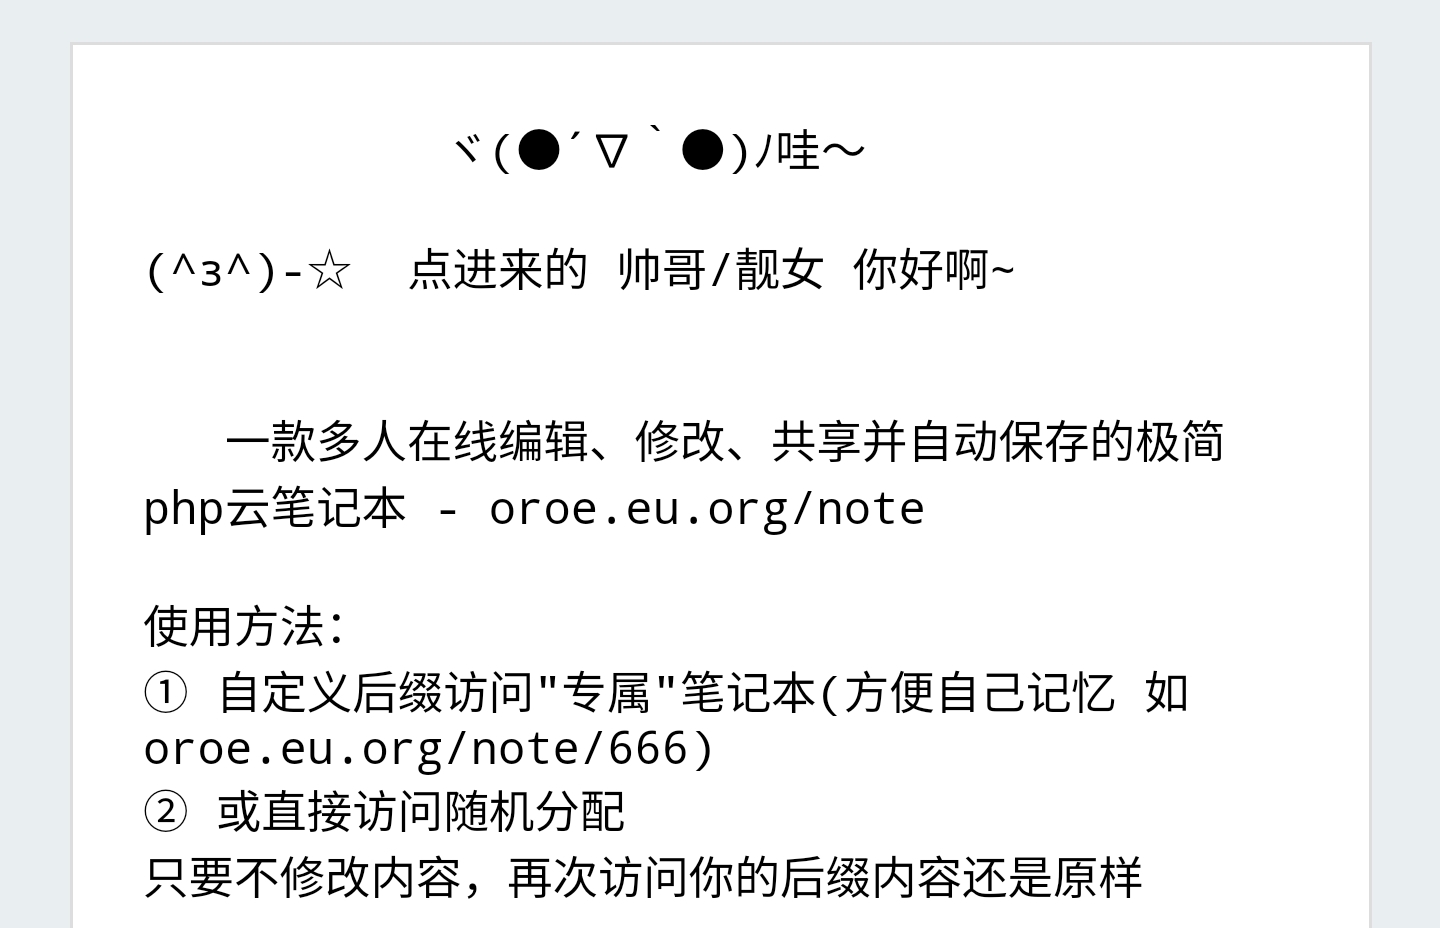 ヾ(●´∇｀●)ﾉ哇～
(^з^)-☆  点进来的 帅哥/靓女 你好啊~
一款多人在线编辑、修改、共享并自动保存的极简
php云笔记本 - oroe.eu.org/note
使用方法：
① 自定义后缀访问"专属"笔记本(方便自己记忆 如
oroe.eu.org/note/666)
② 或直接访问随机分配
只要不修改内容，再次访问你的后缀内容还是原样